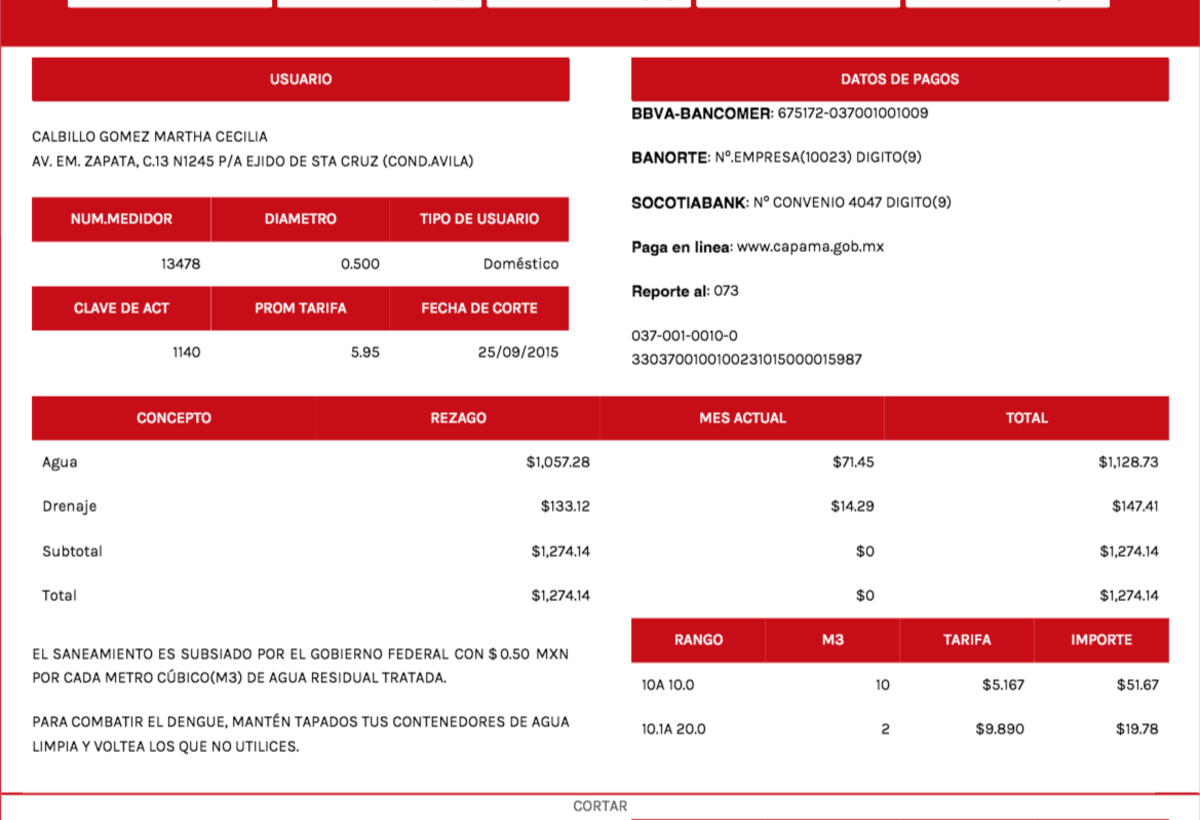 USUARIO
CALBILLO GOMEZ MARTHA CECILIA
AV. EM. ZAPATA, C.13 N1245 P/A EJIDO DE STA CRUZ (COND.AVILA)
NUM.MEDIDOR DIAMETRO TIPO DE USUARIO
13478 0.500 Doméstico
CLAVE DE ACT PROM TARIFA FECHA DE CORTE
1140 5.95 25/09/2015
DATOS DE PAGOS
BBVA-BANCOMER: 675172-037001001009
BANORTE: Nº.EMPRESA(10023) DIGITO(9)
SOCOTIABANK: Nº CONVENIO 4047 DIGITO(9)
Paga en linea: www.capama.gob.mx
Reporte al: 073
037-001-0010-0
3303700100100231015000015987
CONCEPTO REZAGO MES ACTUAL TOTAL
Agua $1,057.28 $71.45 $1,128.73
Drenaje $133.12 $14.29 $147.41
Subtotal $1,274.14 $0 $1,274.14
Total $1,274.14 $0 $1,274.14
EL SANEAMIENTO ES SUBSIADO POR EL GOBIERNO FEDERAL CON $ 0.50 MXN
POR CADA METRO CÚBICO(M3) DE AGUA RESIDUAL TRATADA.
PARA COMBATIR EL DENGUE, MANTÉN TAPADOS TUS CONTENEDORES DE AGUA
LIMPIA Y VOLTEA LOS QUE NO UTILICES.
RANGO M3 TARIFA IMPORTE
10A 10.0 10 $5.167 $51.67
10.1A 20.0 2 $9.890 $19.78
CORTAR